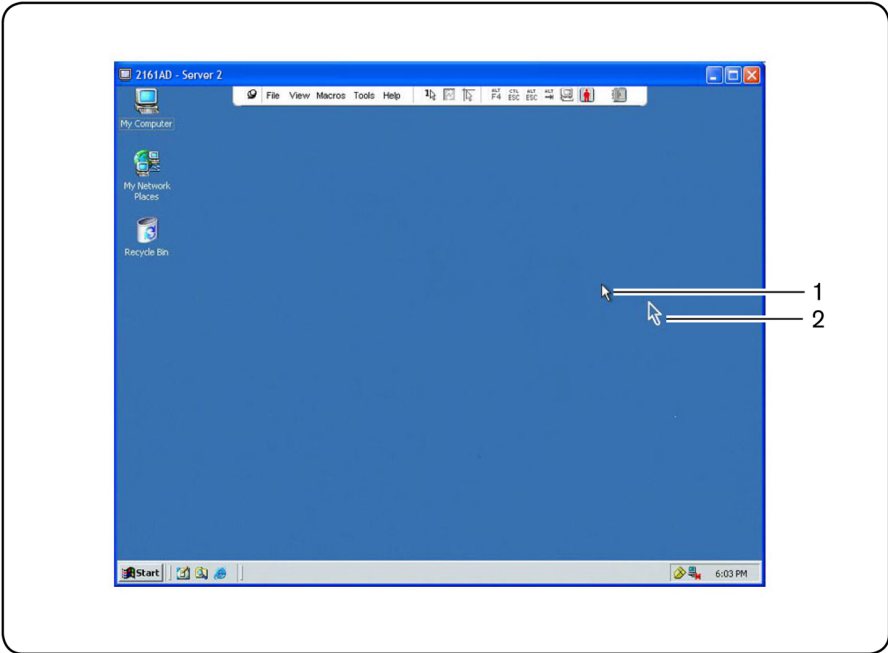 2161AD - Server 2
File View Macros Tools Help
ALT F4 CTL ESC ALT ESC ALT
My Computer
My Network
Places
Recycle Bin
1
2
Start
6:03 PM